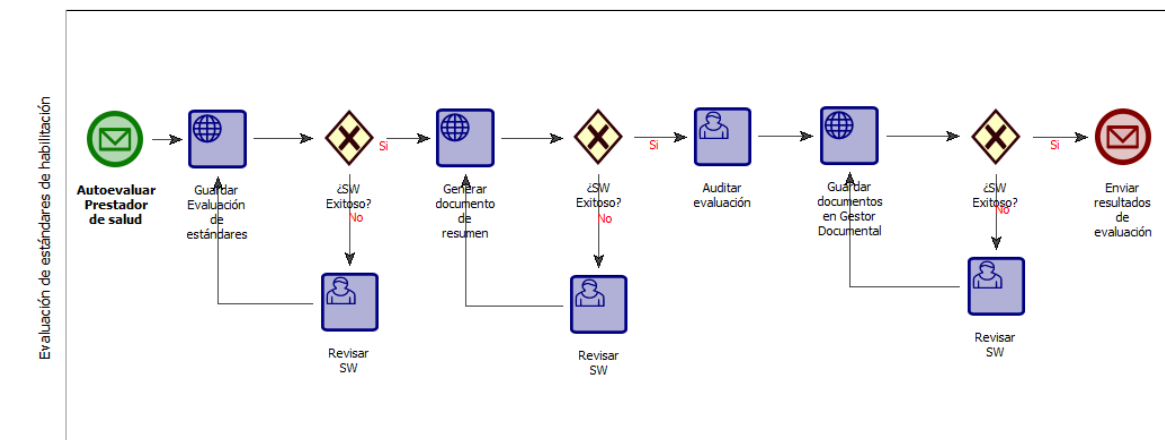 Evaluación de estándares de habilitación
Autoevaluar
Prestador
de salud
Guardar
Evaluación
de
estándares
¿SW
Exitoso?
Si
No
Revisar
SW
Generar
documento
de
resumen
¿SW
Exitoso?
Si
No
Revisar
SW
Auditar
evaluación
Guardar
documentos
en Gestor
Documental
¿SW
Exitoso?
Si
No
Revisar
SW
Enviar
resultados
de
evaluación